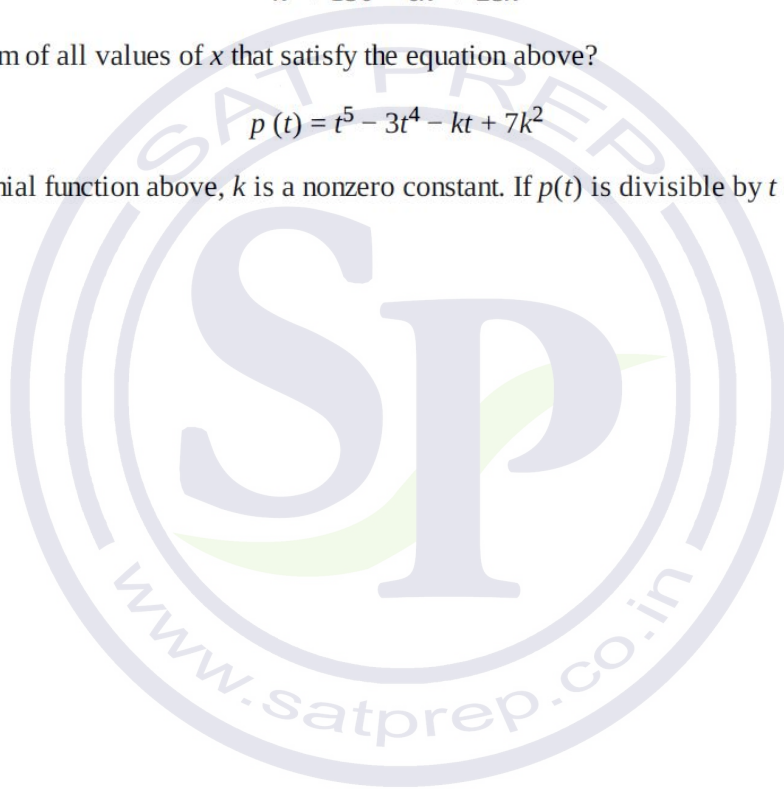 m of all values of x that satisfy the equation above?
p (t) = t⁵ – 3t⁴ – kt + 7k²
nial function above, k is a nonzero constant. If p(t) is divisible by t
SAT PREP
SP
www.satprep.co.in